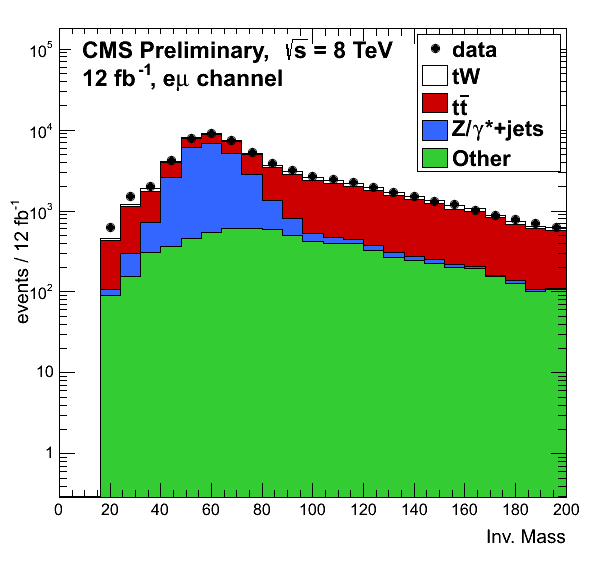 CMS Preliminary, √s = 8 TeV
12 fb⁻¹, eμ channel
data
tW
tt̄
Z/γ*+jets
Other
events / 12 fb⁻¹
10⁵
10⁴
10³
10²
10
1
0 20 40 60 80 100 120 140 160 180 200
Inv. Mass